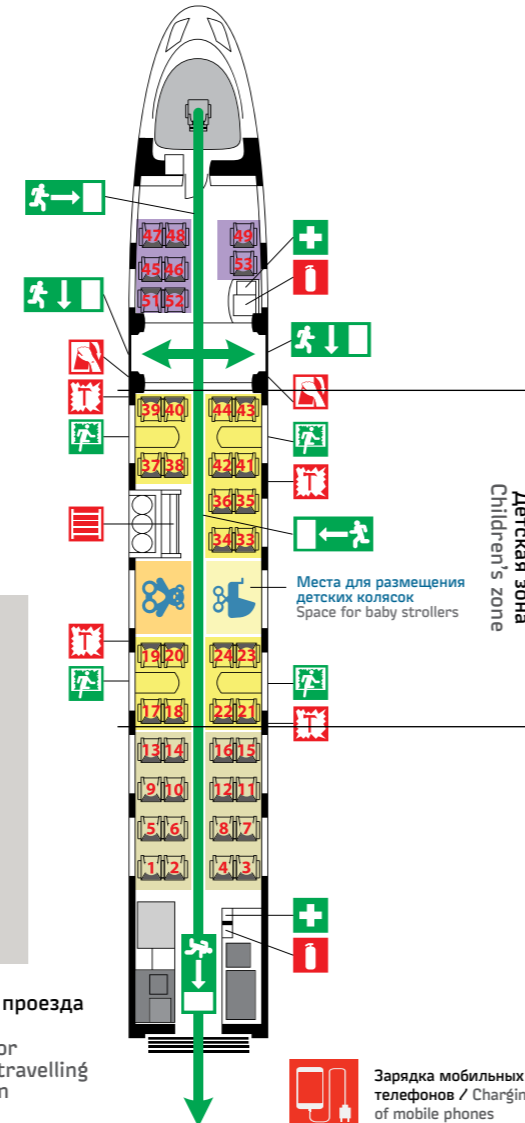 47 48 49
45 46 53
51 52
39 40 44 43
T
37 38 42 41
T
36 35
34 33
Детская зона
Children's zone
Места для размещения
детских колясок
Space for baby strollers
T
19 20 24 23
17 18 22 21
T
13 14 16 15
9 10 12 11
5 6 8 7
1 2 4 3
проезда
or
travelling
n
Зарядка мобильных
телефонов / Chargin
of mobile phones